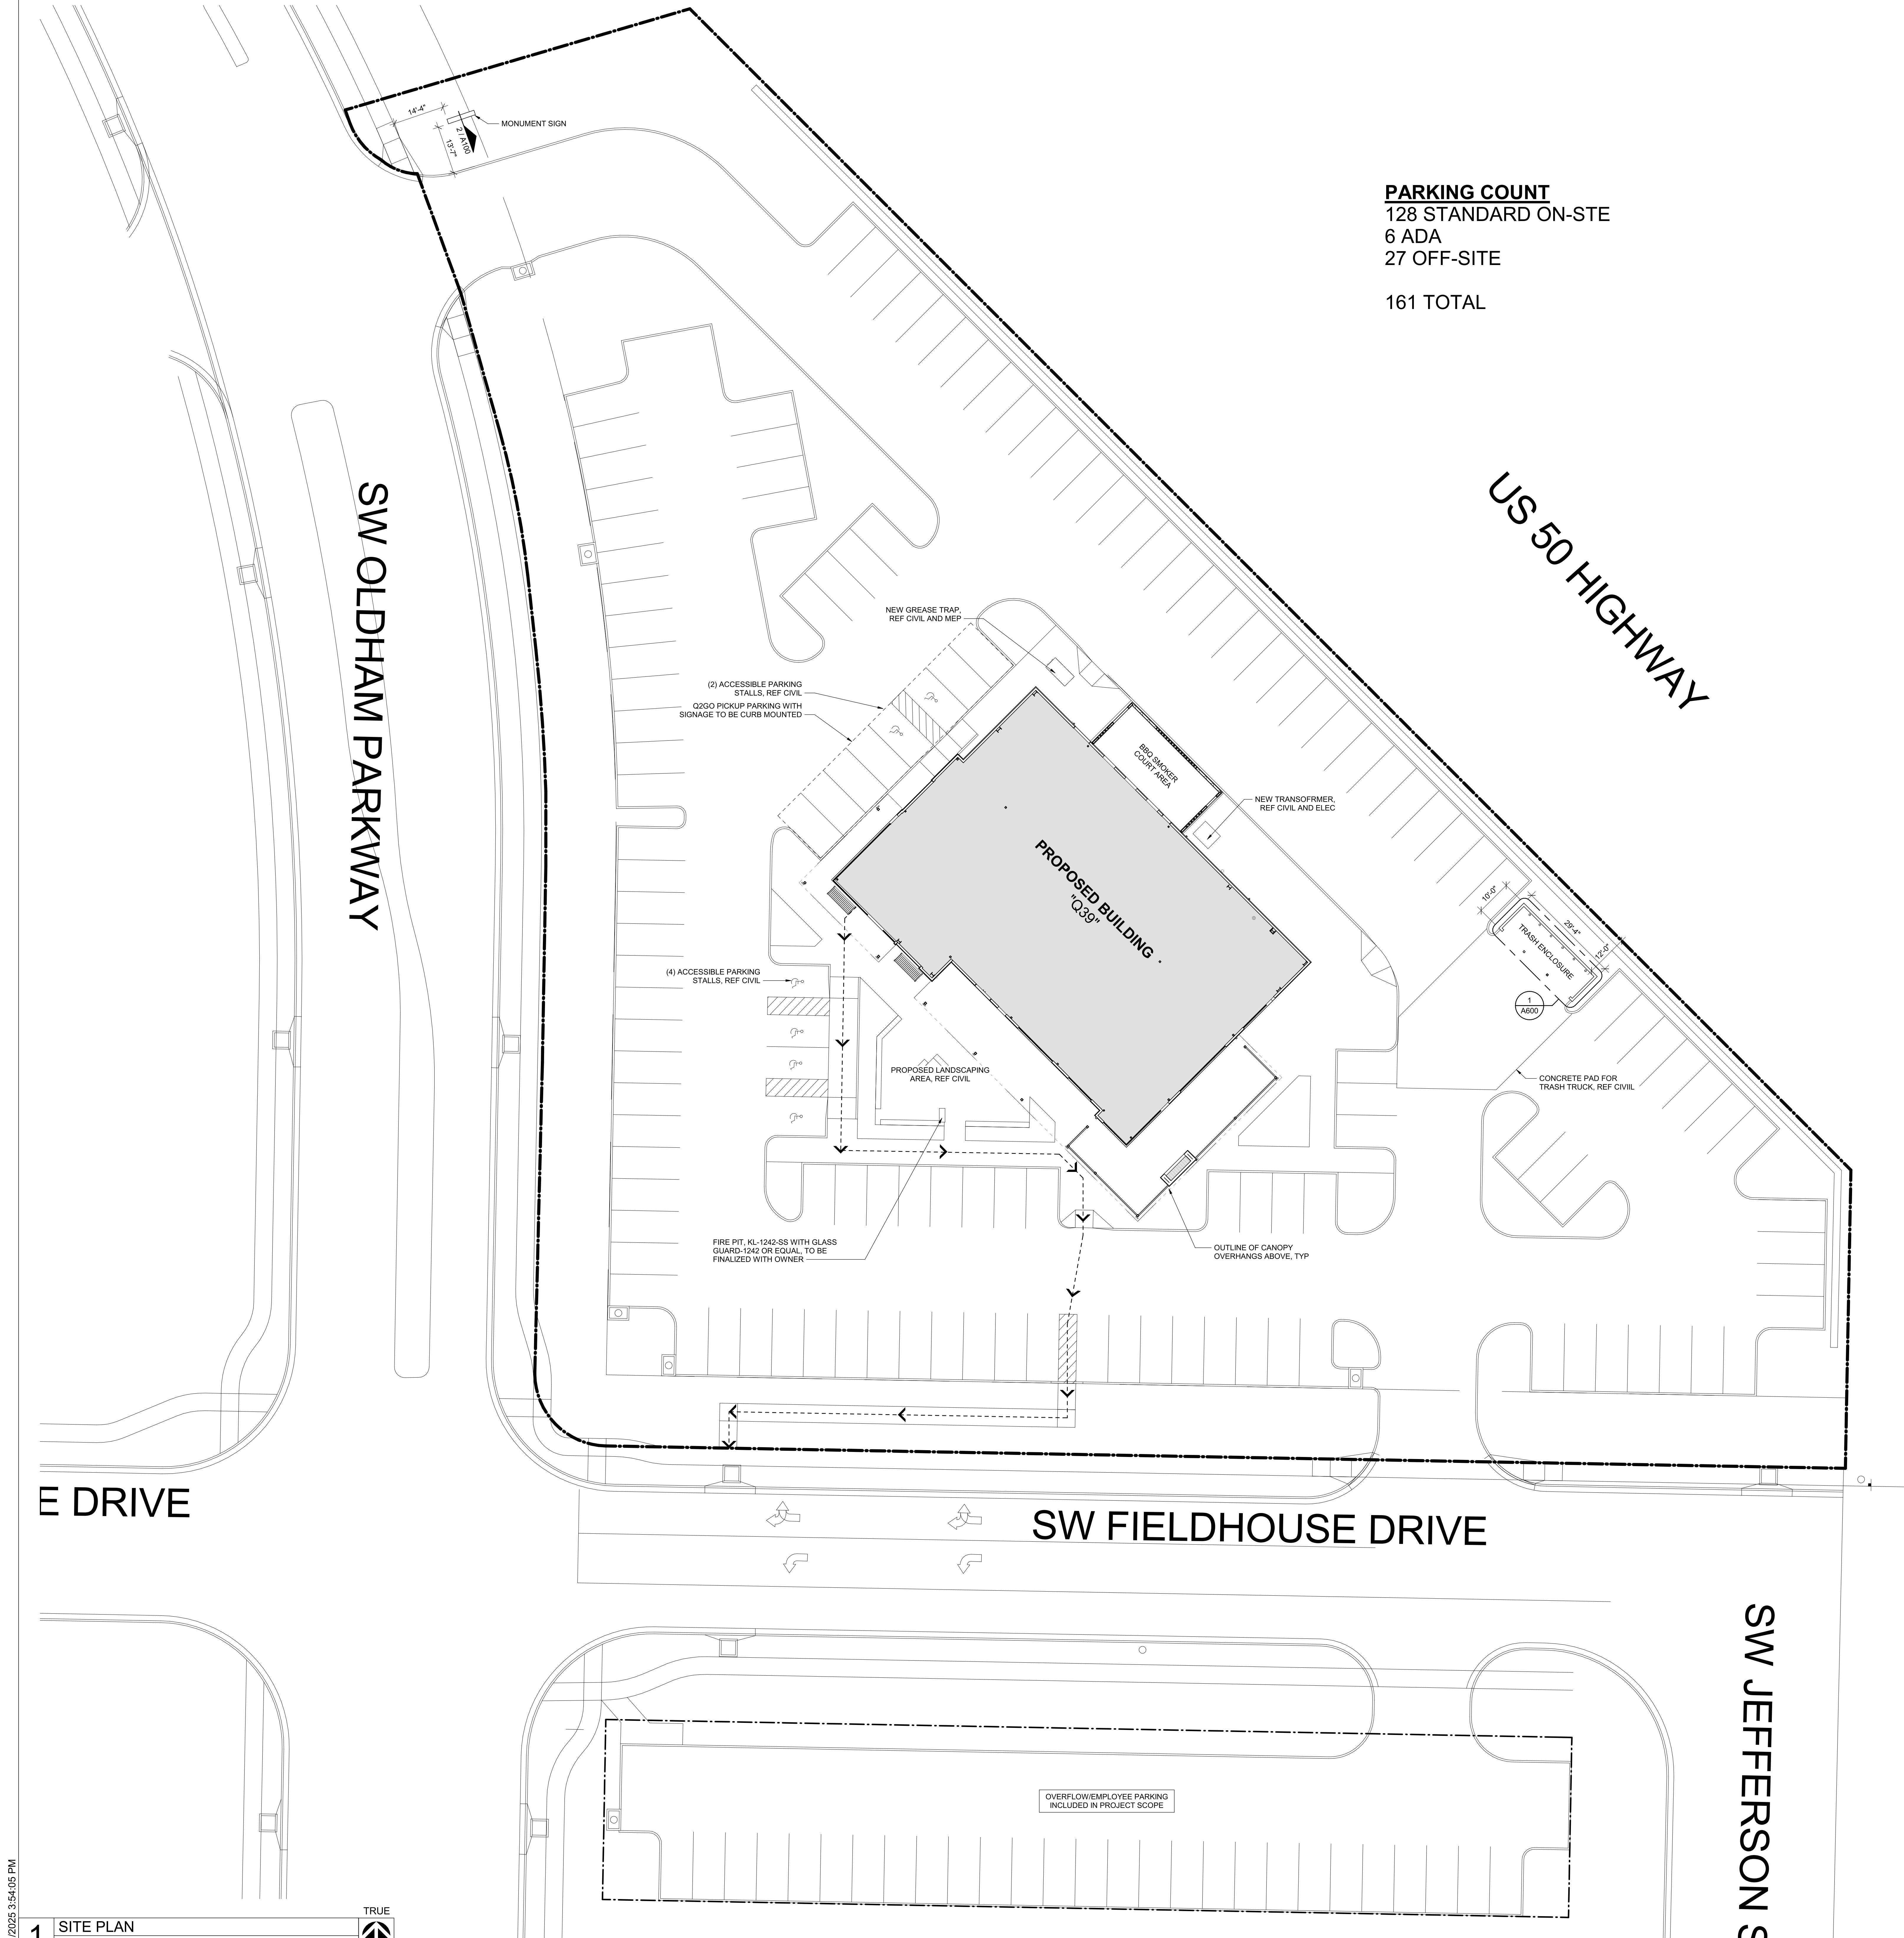 14'-4"
2 / A100
13'-7"
MONUMENT SIGN
PARKING COUNT
128 STANDARD ON-STE
6 ADA
27 OFF-SITE
161 TOTAL
US 50 HIGHWAY
SW OLDHAM PARKWAY
NEW GREASE TRAP,
REF CIVIL AND MEP
(2) ACCESSIBLE PARKING
STALLS, REF CIVIL
Q2GO PICKUP PARKING WITH
SIGNAGE TO BE CURB MOUNTED
BBQ SMOKER
COURT AREA
NEW TRANSOFRMER,
REF CIVIL AND ELEC
PROPOSED BUILDING
"Q39"
10'-0"
29'-4"
12'-0"
TRASH ENCLOSURE
1
A600
(4) ACCESSIBLE PARKING
STALLS, REF CIVIL
PROPOSED LANDSCAPING
AREA, REF CIVIL
CONCRETE PAD FOR
TRASH TRUCK, REF CIVIIL
FIRE PIT, KL-1242-SS WITH GLASS
GUARD-1242 OR EQUAL, TO BE
FINALIZED WITH OWNER
OUTLINE OF CANOPY
OVERHANGS ABOVE, TYP
E DRIVE
SW FIELDHOUSE DRIVE
SW JEFFERSON S
OVERFLOW/EMPLOYEE PARKING
INCLUDED IN PROJECT SCOPE
/2025 3:54:05 PM
TRUE
1
SITE PLAN